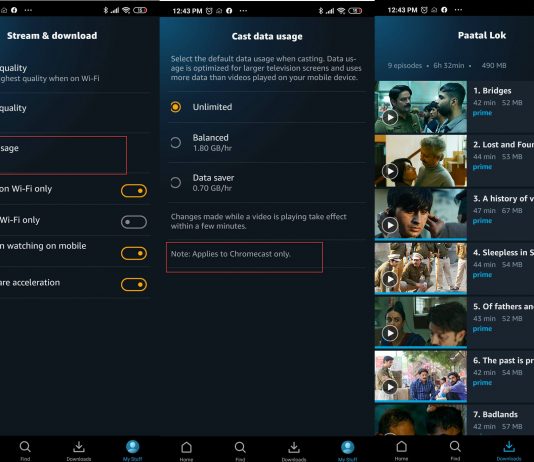 Stream & download
quality
ighest quality when on Wi-Fi
quality
sage
on Wi-Fi only
Wi-Fi only
n watching on mobile
are acceleration
Find
Downloads
My Stuff
12:43 PM
Cast data usage
Select the default data usage when casting. Data us-
age is optimized for larger television screens and uses
more data than videos played on your mobile device.
Unlimited
Balanced
1.80 GB/hr
Data saver
0.70 GB/hr
Changes made while a video is playing take effect
within a few minutes.
Note: Applies to Chromecast only.
Home
Find
Downloads
My Stuff
12:43 PM
Paatal Lok
9 episodes • 6h 32min • 490 MB
1. Bridges
42 min 52 MB
prime
2. Lost and Foun
44 min 53 MB
prime
3. A history of v
47 min 67 MB
prime
4. Sleepless in S
44 min 52 MB
prime
5. Of fathers an
43 min 52 MB
prime
6. The past is pr
42 min 54 MB
prime
7. Badlands
42 min 57 MB
prime
Home
Find
Downloads